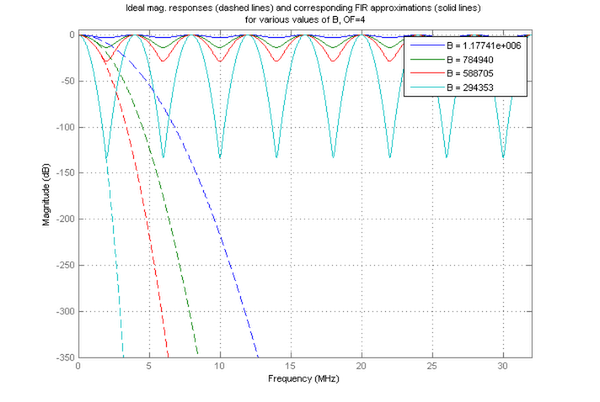 Ideal mag. responses (dashed lines) and corresponding FIR approximations (solid lines)
for various values of B, OF=4
B = 1.17741e+006
B = 784940
B = 588705
B = 294353
Magnitude (dB)
0
-50
-100
-150
-200
-250
-300
-350
0 5 10 15 20 25 30
Frequency (MHz)